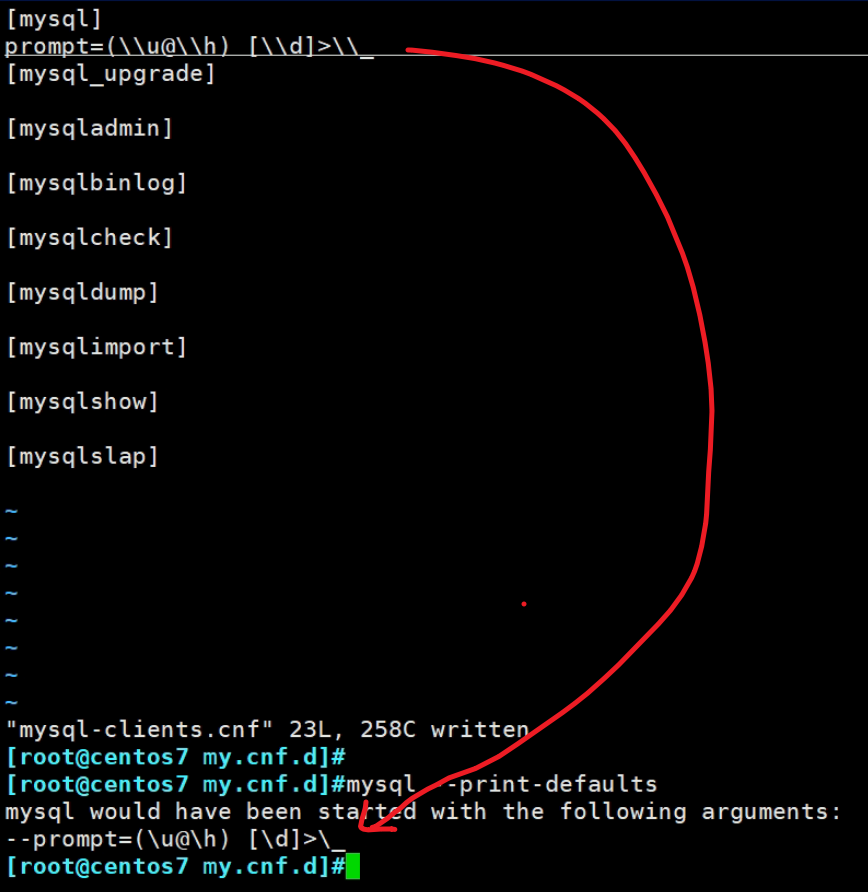 [mysql]
prompt=(\\u@\\h) [\\d]>\\_
[mysql_upgrade]
[mysqladmin]
[mysqlbinlog]
[mysqlcheck]
[mysqldump]
[mysqlimport]
[mysqlshow]
[mysqlslap]
~
~
~
~
~
~
~
~
"mysql-clients.cnf" 23L, 258C written
[root@centos7 my.cnf.d]#
[root@centos7 my.cnf.d]#mysql --print-defaults
mysql would have been started with the following arguments:
--prompt=(\u@\h) [\d]>\_
[root@centos7 my.cnf.d]#